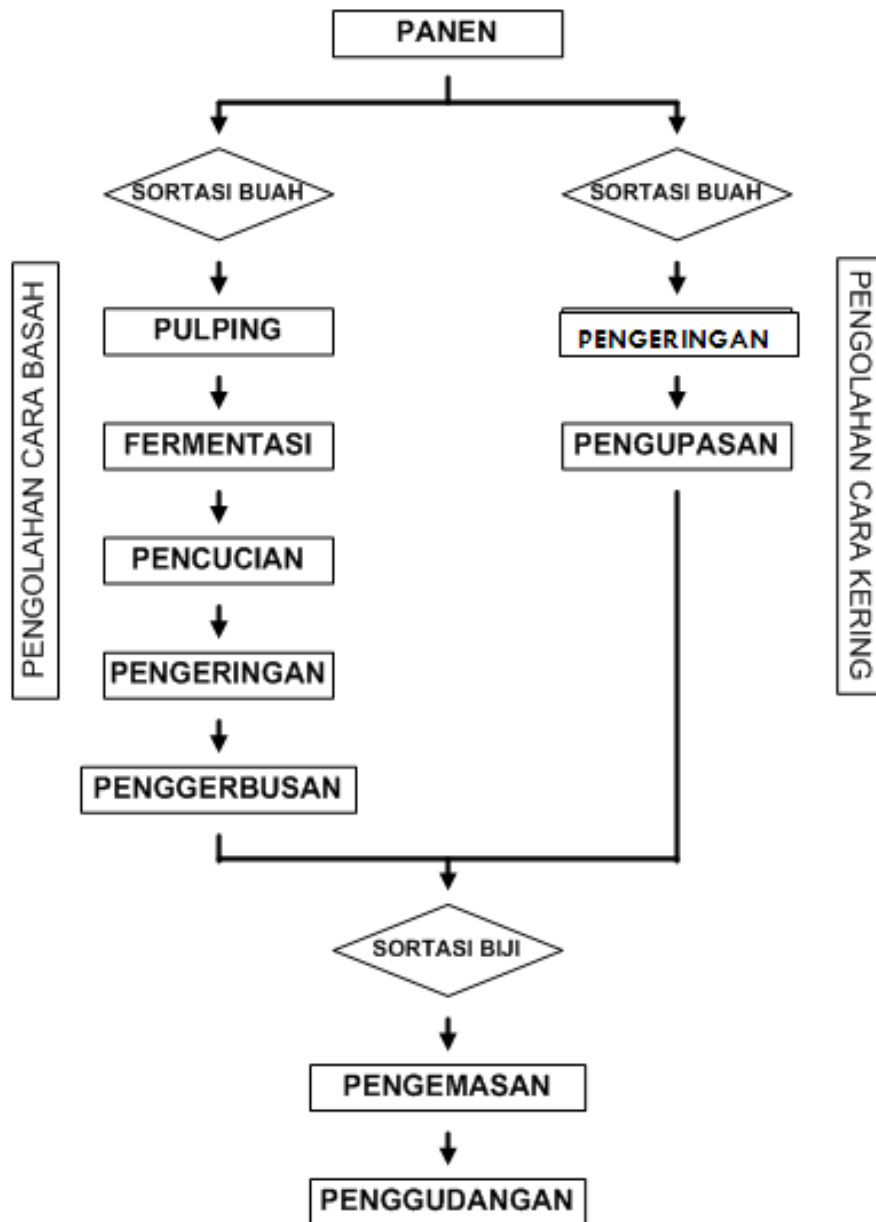 PANEN
SORTASI BUAH
SORTASI BUAH
PENGOLAHAN CARA BASAH
PULPING
FERMENTASI
PENCUCIAN
PENGERINGAN
PENGGERBUSAN
PENGERINGAN
PENGUPASAN
PENGOLAHAN CARA KERING
SORTASI BIJI
PENGEMASAN
PENGGUDANGAN